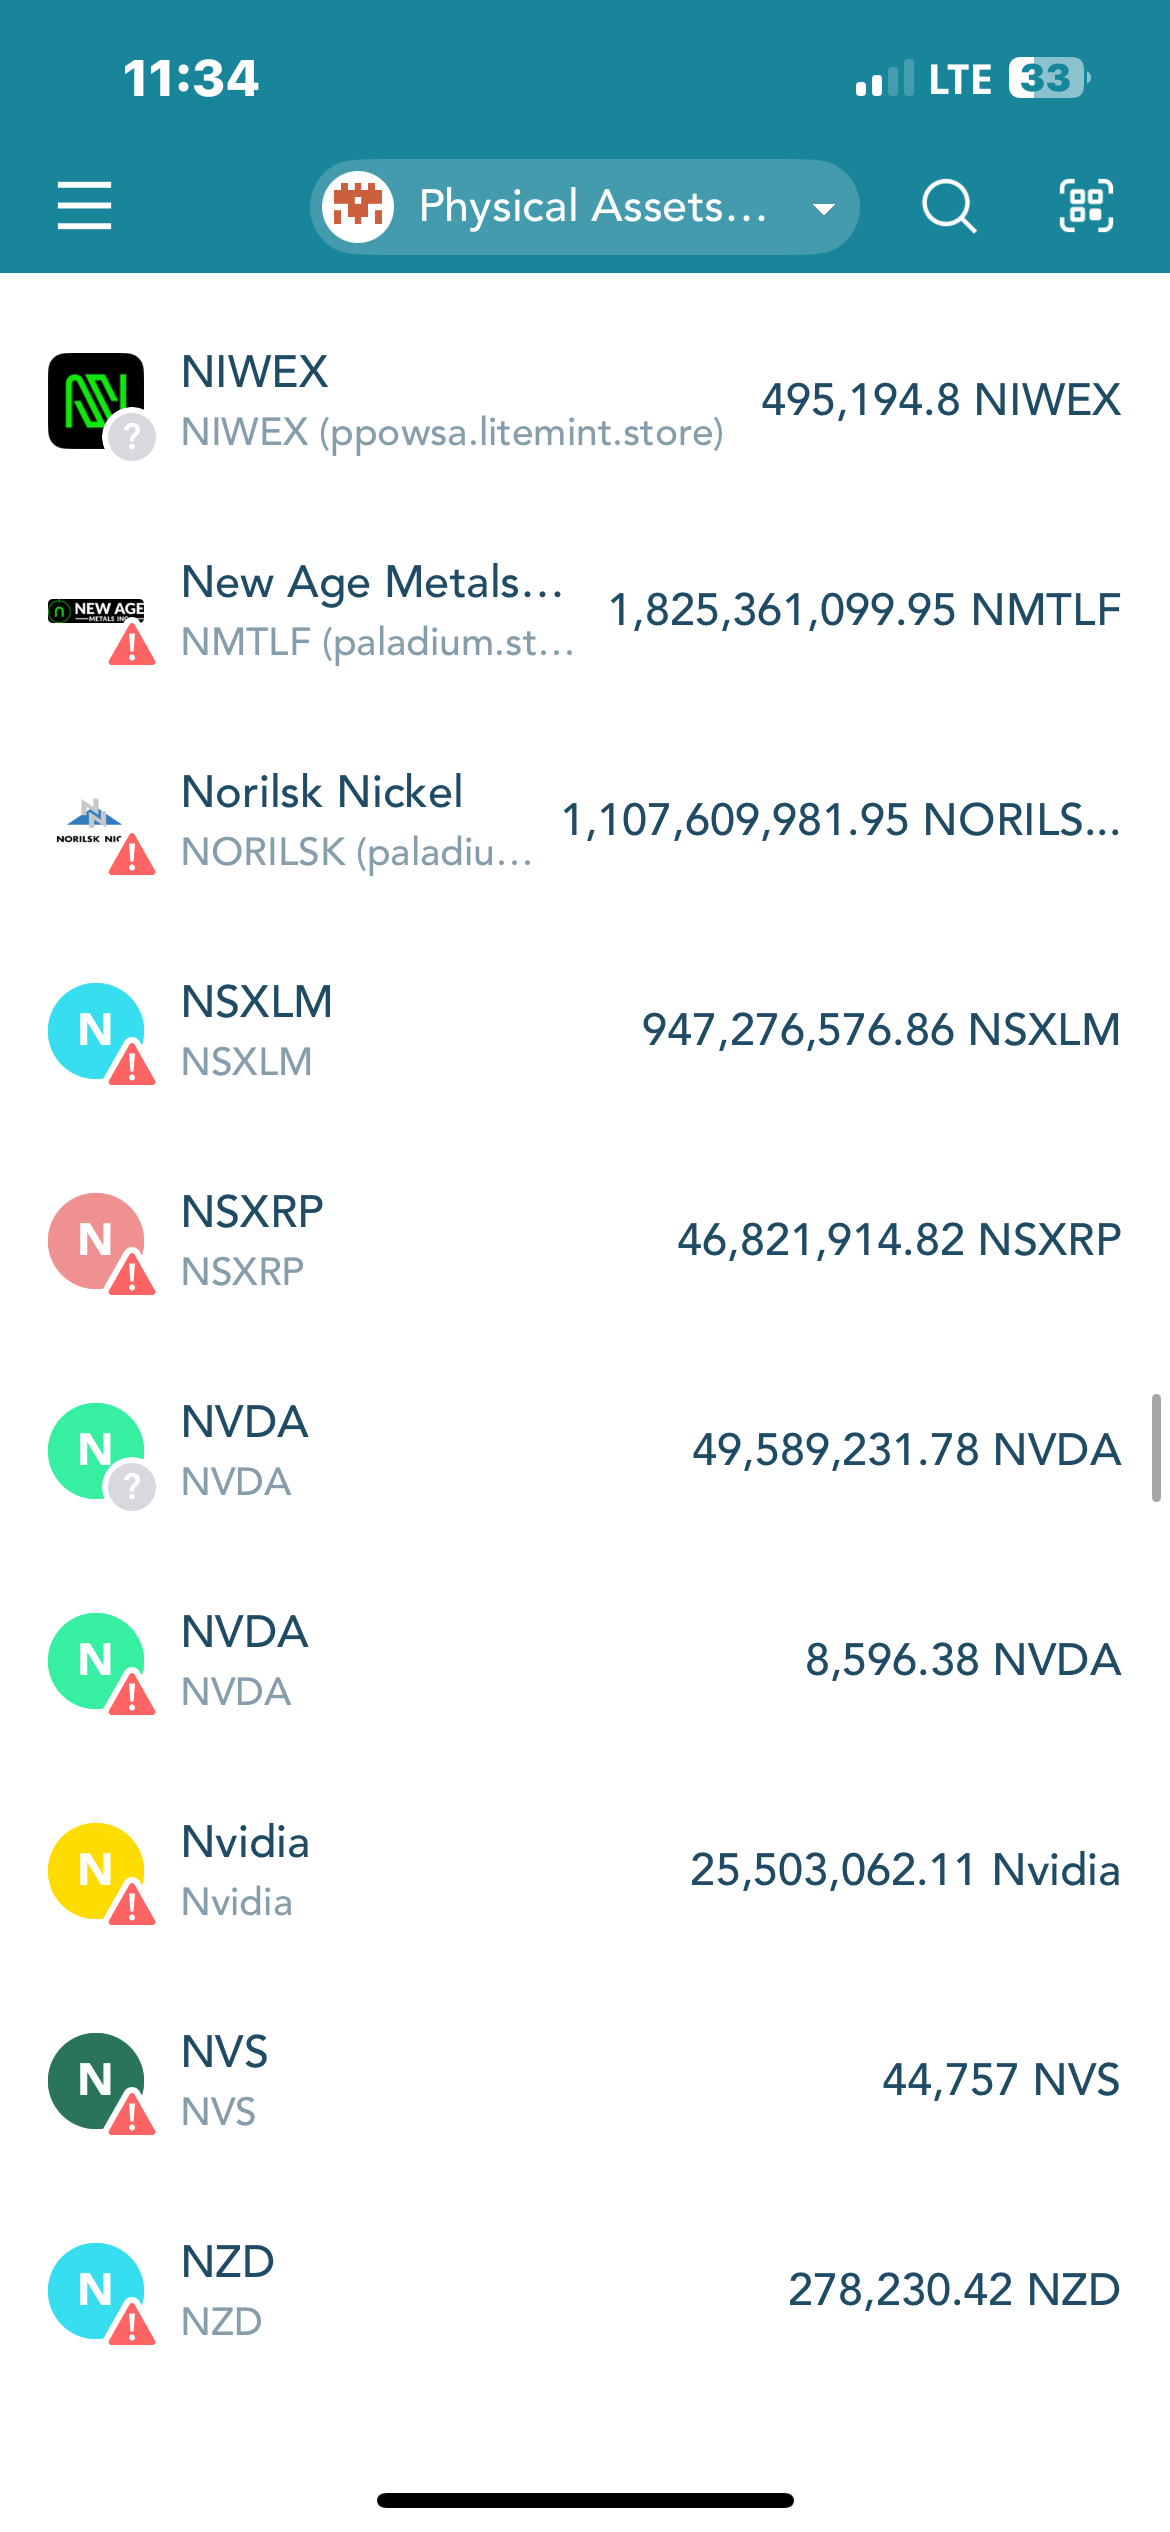 11:34
LTE 33
Physical Assets...
NIWEX
495,194.8 NIWEX
NIWEX (ppowsa.litemint.store)
NEW AGE
METALS INC
New Age Metals...
1,825,361,099.95 NMTLF
NMTLF (paladium.st...
NORILSK NIC
Norilsk Nickel
1,107,609,981.95 NORILS...
NORILSK (paladiu...
N
NSXLM
947,276,576.86 NSXLM
NSXLM
N
NSXRP
46,821,914.82 NSXRP
NSXRP
N
NVDA
49,589,231.78 NVDA
NVDA
N
NVDA
8,596.38 NVDA
NVDA
N
Nvidia
25,503,062.11 Nvidia
Nvidia
N
NVS
44,757 NVS
NVS
N
NZD
278,230.42 NZD
NZD